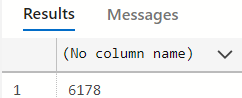 Results Messages
(No column name)
1 6178